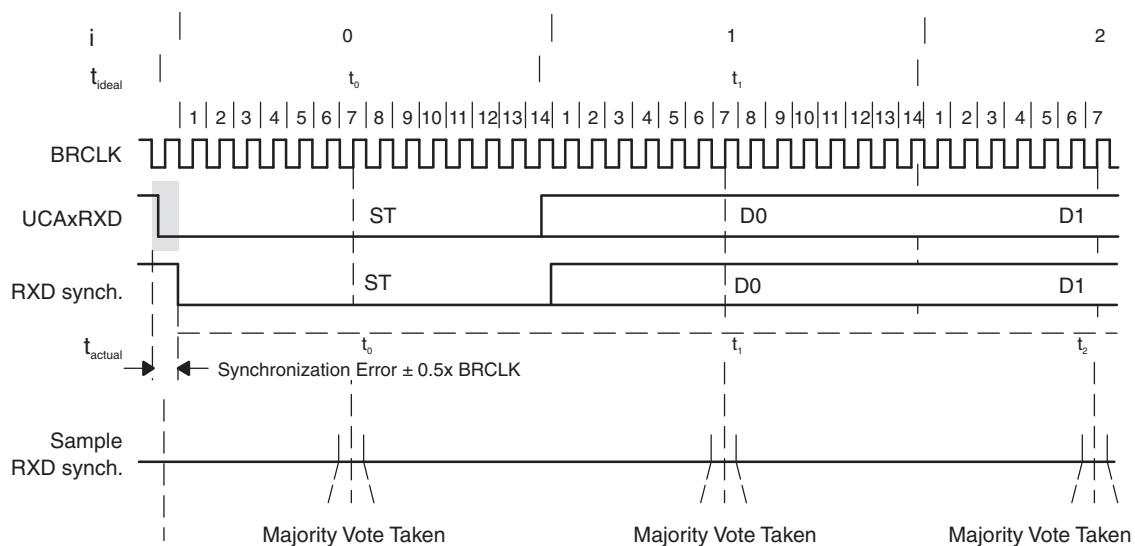 i 0 1 2
tideal t0 t1
1 2 3 4 5 6 7 8 9 10 11 12 13 14 1 2 3 4 5 6 7 8 9 10 11 12 13 14 1 2 3 4 5 6 7
BRCLK
UCAxRXD ST D0 D1
RXD synch. ST D0 D1
tactual t0 t1 t2
Synchronization Error ± 0.5x BRCLK
Sample
RXD synch.
Majority Vote Taken Majority Vote Taken Majority Vote Taken